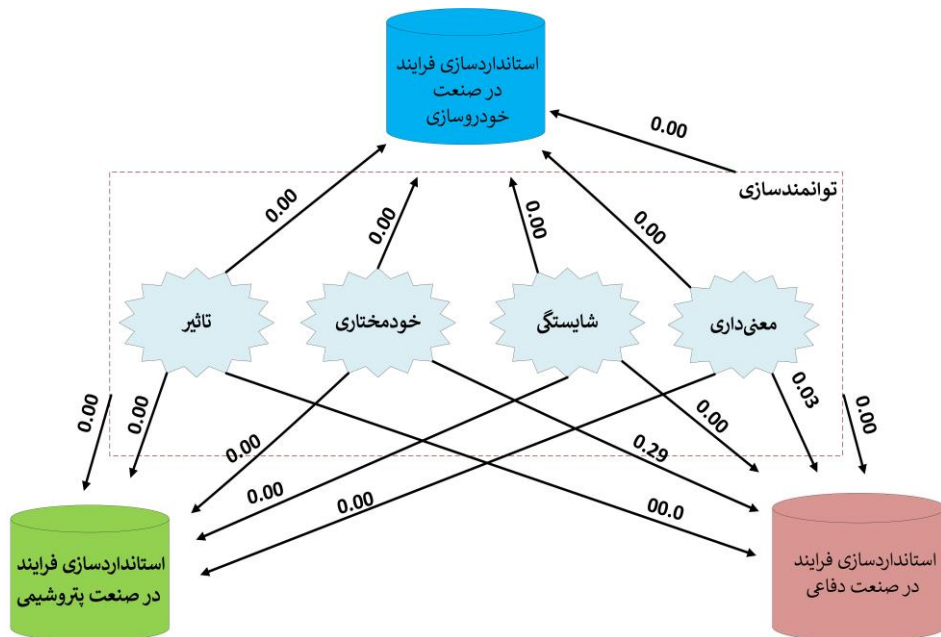 استانداردسازی فرایند
در صنعت
خودروسازی
0.00
توانمندسازی
0.00
0.00
0.00
0.00
معنی‌داری
شایستگی
خودمختاری
تاثیر
0.00
0.03
0.00
0.29
0.00
0.00
0.00
0.00
0.00
00.0
0.00
استانداردسازی فرایند
در صنعت دفاعی
استانداردسازی فرایند
در صنعت پتروشیمی